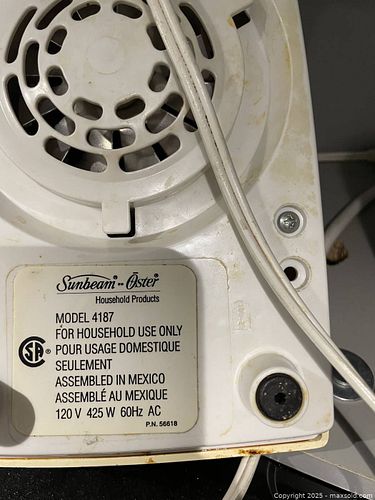 Sunbeam® Oster®
Household Products
MODEL 4187
FOR HOUSEHOLD USE ONLY
POUR USAGE DOMESTIQUE
SEULEMENT
ASSEMBLED IN MEXICO
ASSEMBLÉ AU MEXIQUE
120 V 425 W 60Hz AC
P.N. 56618
SA®
Copyright 2025 - maxsold.com